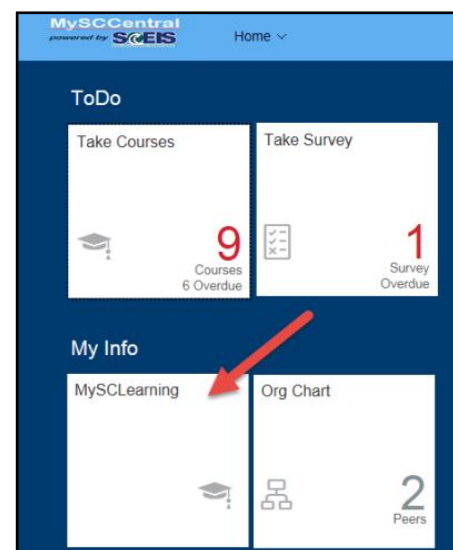 MySCCentral
powered by SCEIS
Home
ToDo
Take Courses
9
Courses
6 Overdue
Take Survey
1
Survey
Overdue
My Info
MySCLearning
Org Chart
2
Peers